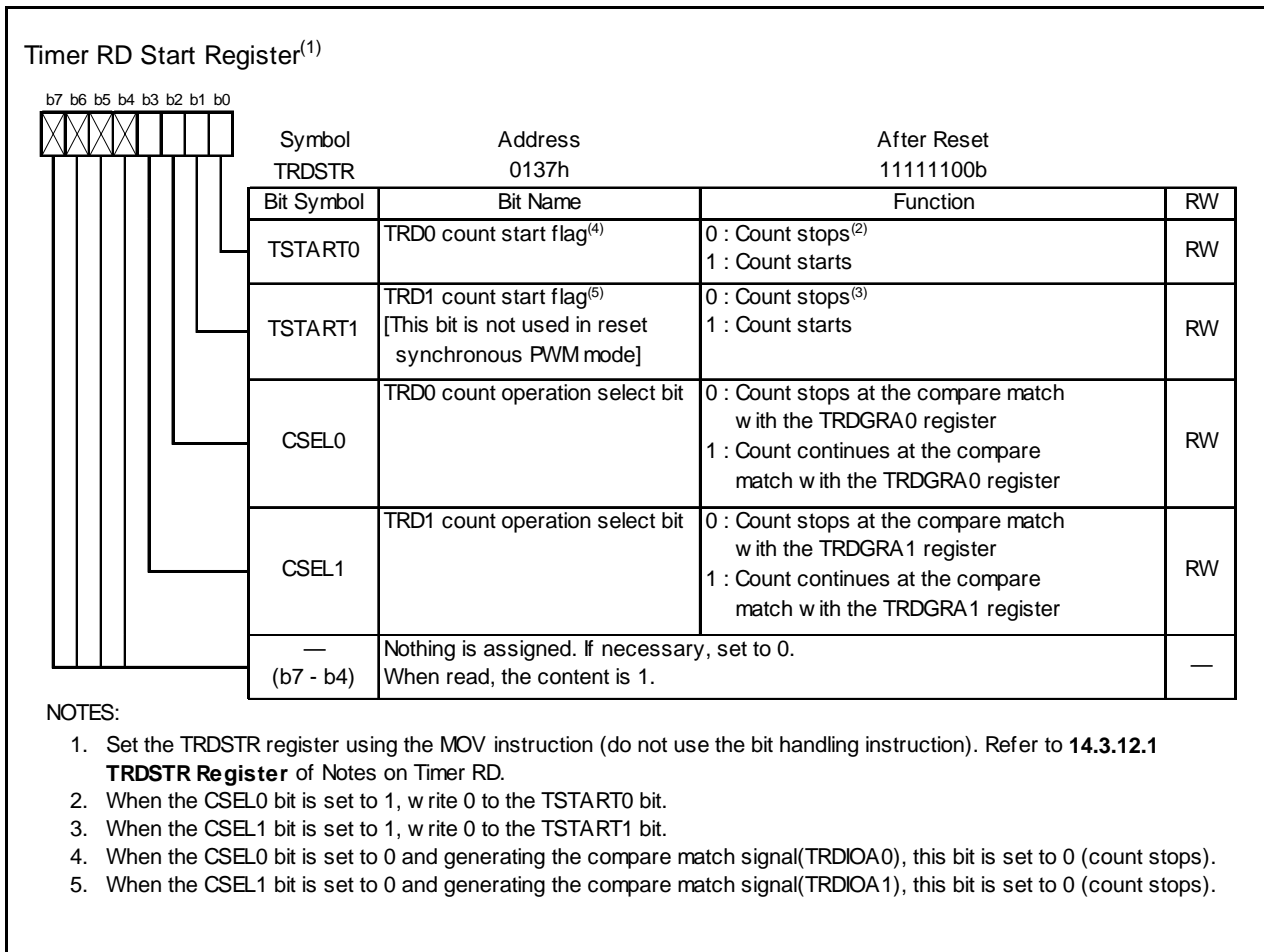 Timer RD Start Register(1)
b7 b6 b5 b4 b3 b2 b1 b0
Symbol Address After Reset
TRDSTR 0137h 11111100b
Bit Symbol Bit Name Function RW
TSTART0 TRD0 count start flag(4) 0 : Count stops(2) RW
1 : Count starts
TSTART1 TRD1 count start flag(5) 0 : Count stops(3) RW
[This bit is not used in reset 1 : Count starts
synchronous PWM mode]
CSEL0 TRD0 count operation select bit 0 : Count stops at the compare match RW
with the TRDGRA0 register
1 : Count continues at the compare
match with the TRDGRA0 register
CSEL1 TRD1 count operation select bit 0 : Count stops at the compare match RW
with the TRDGRA1 register
1 : Count continues at the compare
match with the TRDGRA1 register
— Nothing is assigned. If necessary, set to 0. —
(b7 - b4) When read, the content is 1.
NOTES:
1. Set the TRDSTR register using the MOV instruction (do not use the bit handling instruction). Refer to 14.3.12.1
TRDSTR Register of Notes on Timer RD.
2. When the CSEL0 bit is set to 1, write 0 to the TSTART0 bit.
3. When the CSEL1 bit is set to 1, write 0 to the TSTART1 bit.
4. When the CSEL0 bit is set to 0 and generating the compare match signal(TRDIOA0), this bit is set to 0 (count stops).
5. When the CSEL1 bit is set to 0 and generating the compare match signal(TRDIOA1), this bit is set to 0 (count stops).